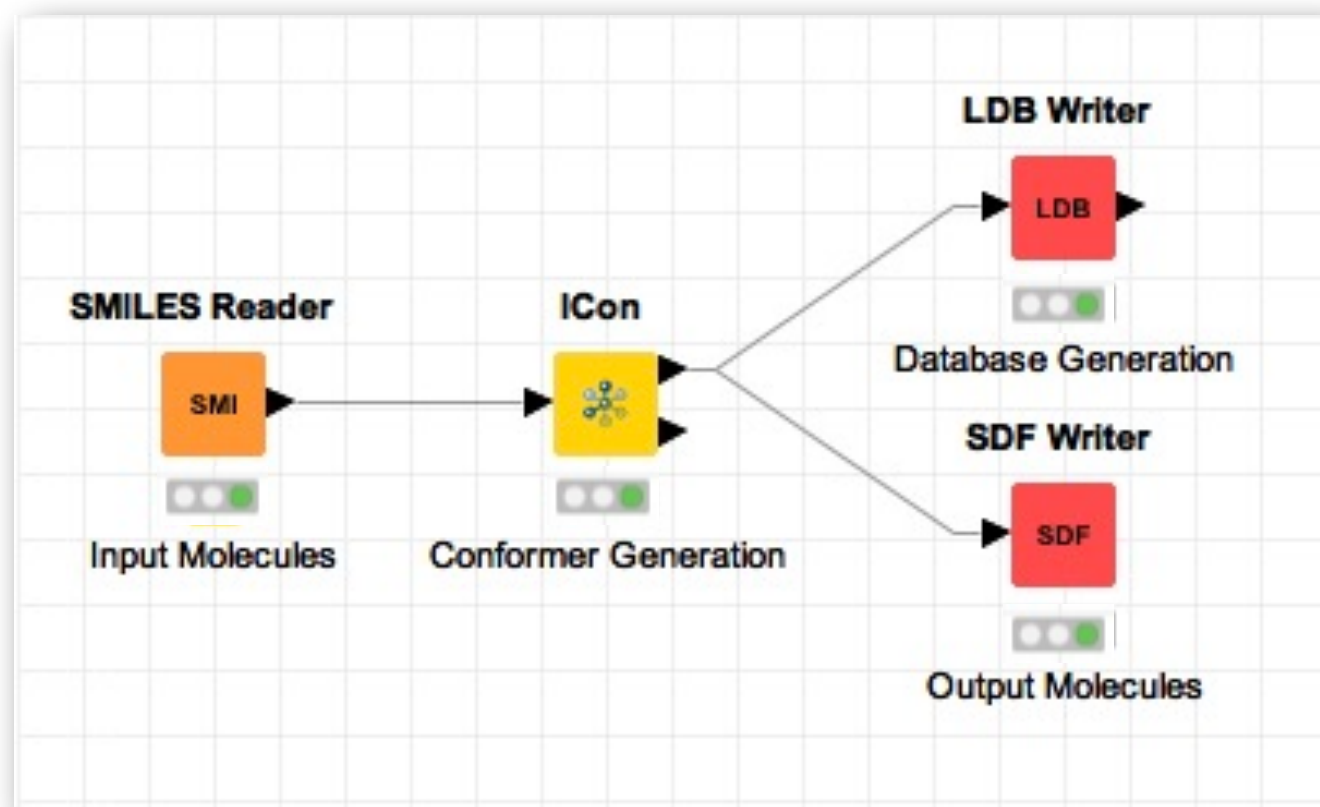 LDB Writer
LDB
Database Generation
SMILES Reader
SMI
Input Molecules
ICon
Conformer Generation
SDF Writer
SDF
Output Molecules